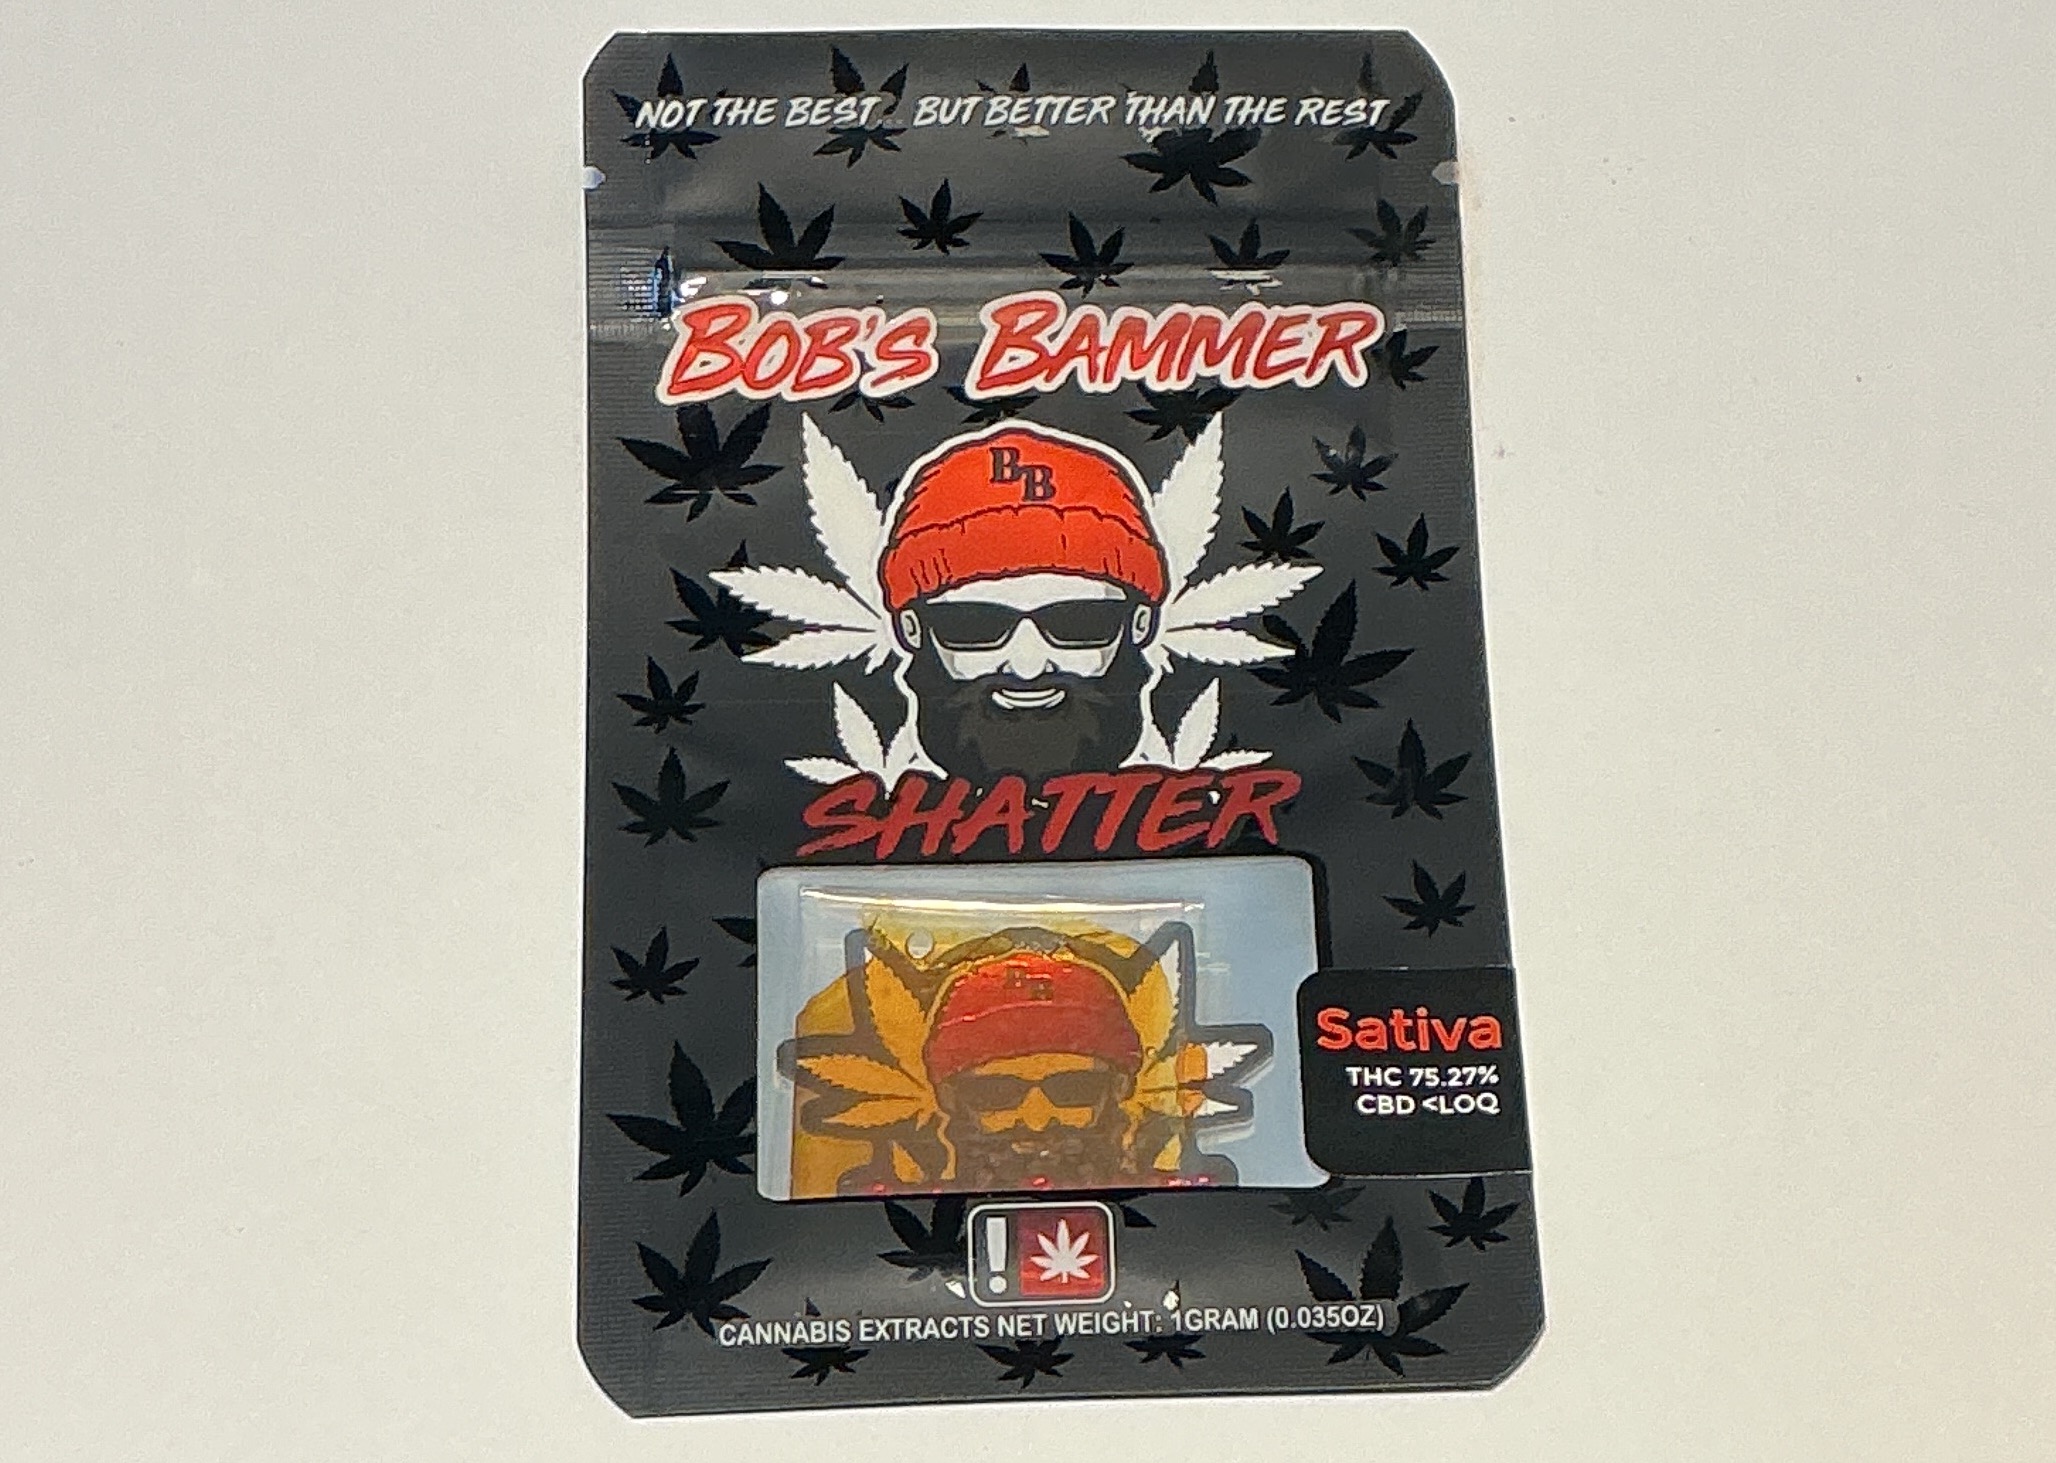 NOT THE BEST... BUT BETTER THAN THE REST
BOB'S BAMMER
BB
SHATTER
BB
Sativa
THC 75.27%
CBD <LOQ
!
CANNABIS EXTRACTS NET WEIGHT: 1GRAM (0.035OZ)